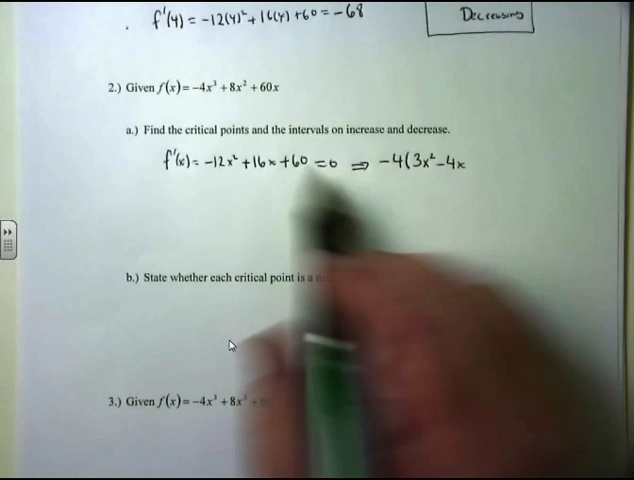 f'(4) = -12(4)² + 16(4) + 60 = -68
Decreasing
2.) Given f(x) = -4x³ + 8x² + 60x
a.) Find the critical points and the intervals on increase and decrease.
f'(x) = -12x² + 16x + 60 = 0 ⇒ -4(3x² - 4x
b.) State whether each critical point is a
3.) Given f(x) = -4x³ + 8x²